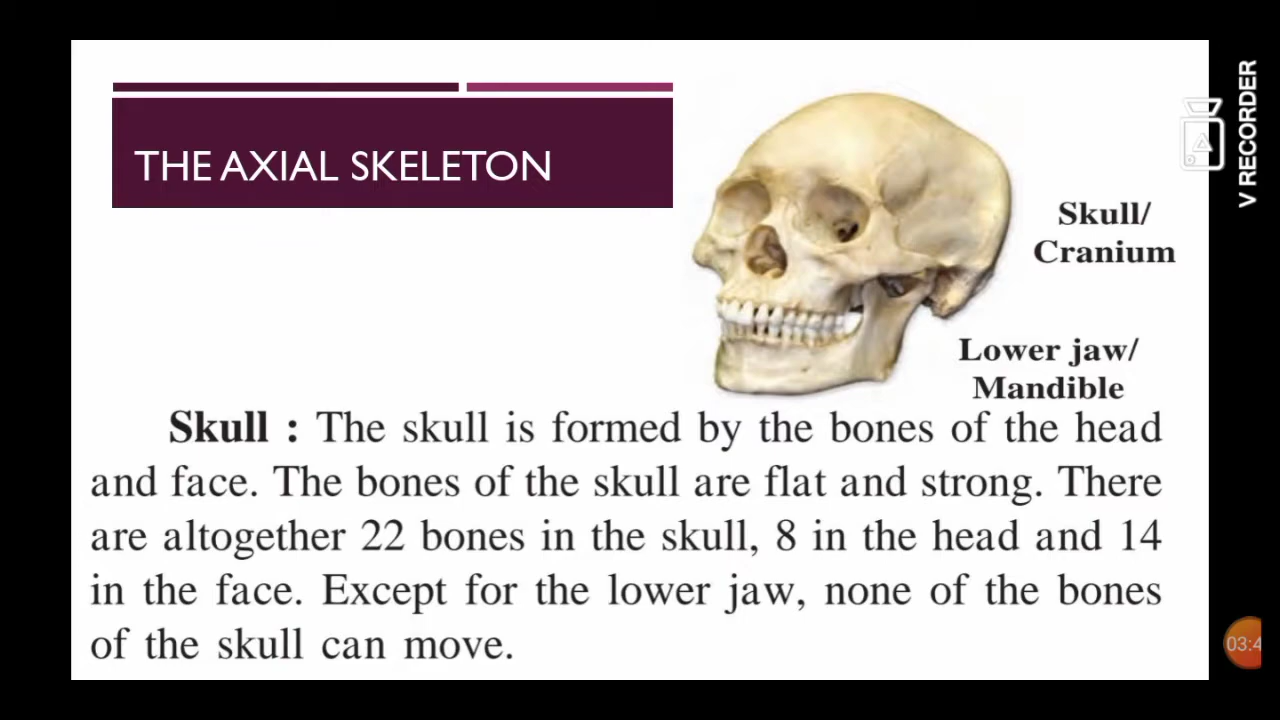 THE AXIAL SKELETON
Skull/
Cranium
Lower jaw/
Mandible
Skull : The skull is formed by the bones of the head
and face. The bones of the skull are flat and strong. There
are altogether 22 bones in the skull, 8 in the head and 14
in the face. Except for the lower jaw, none of the bones
of the skull can move.
V RECORDER